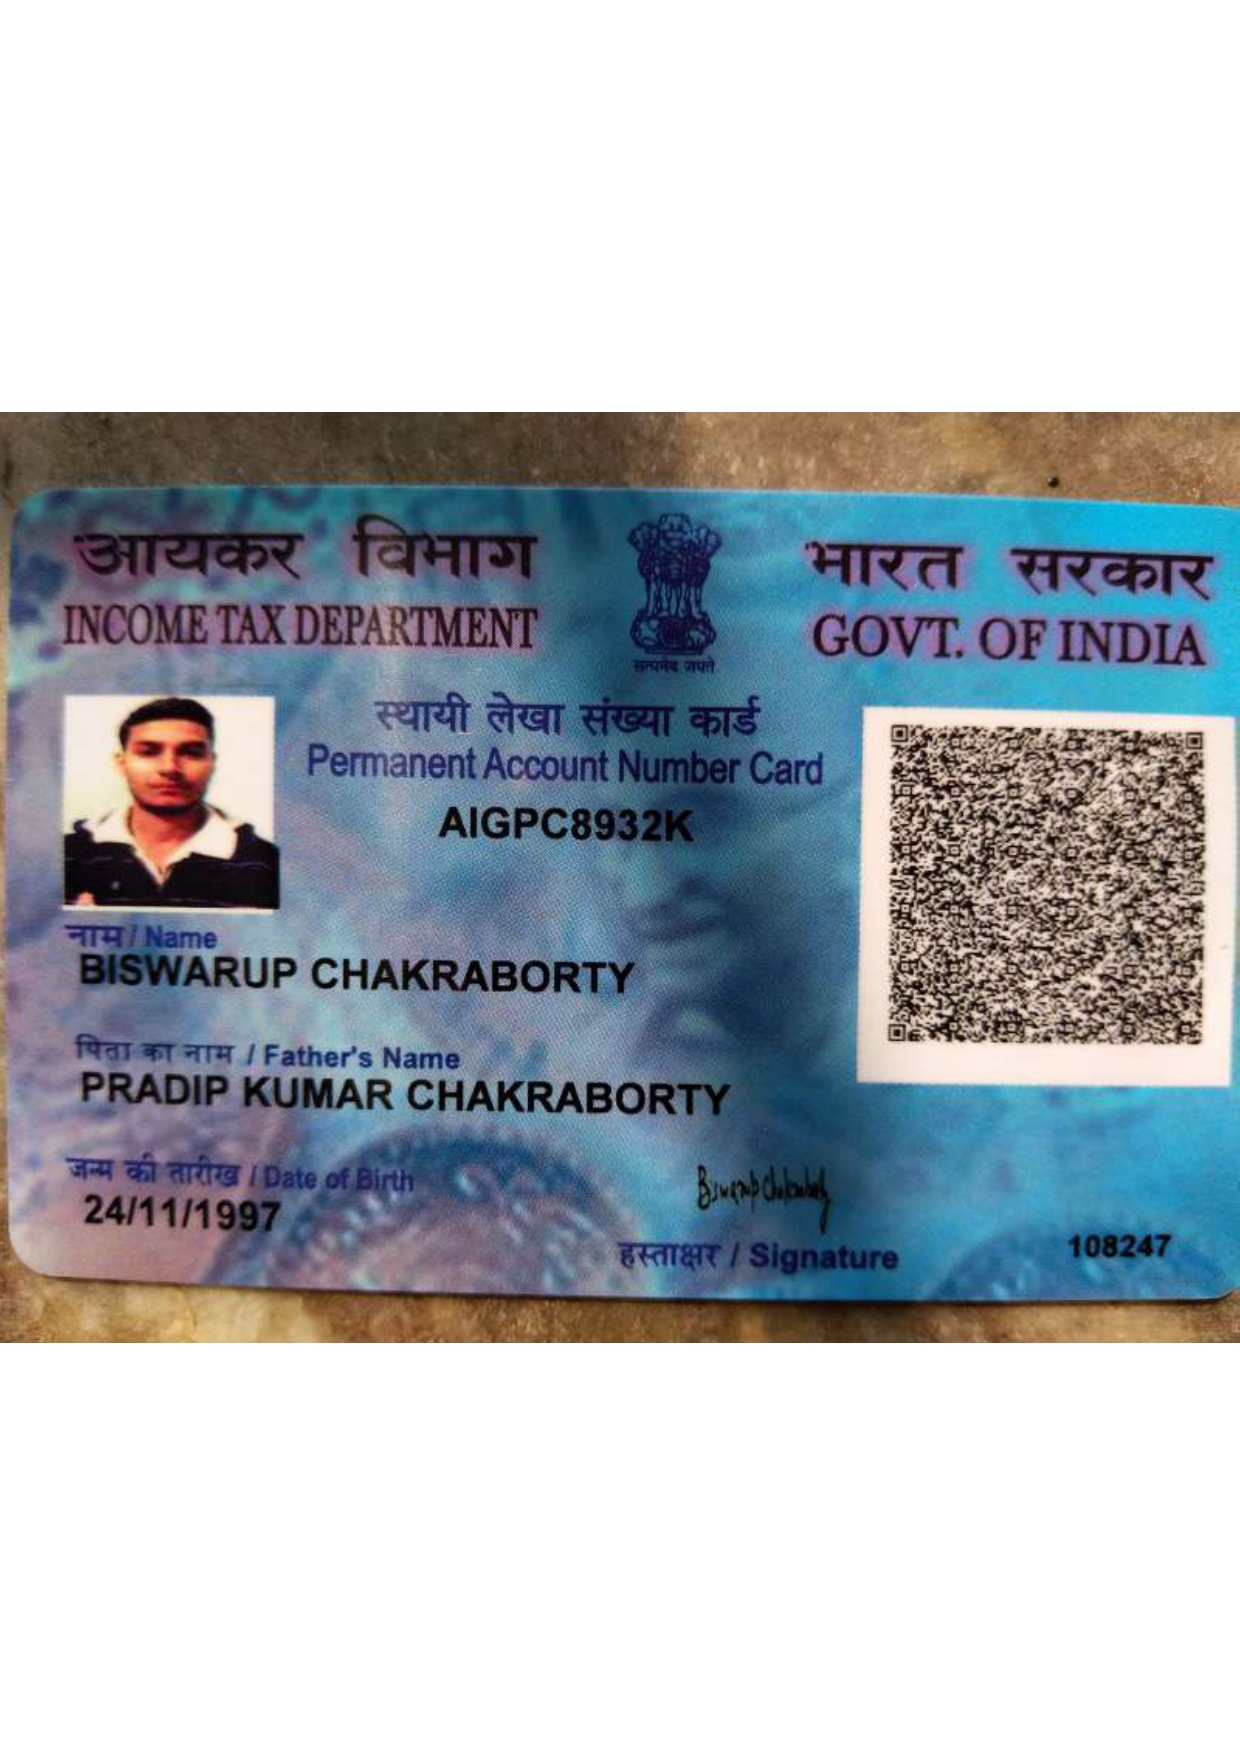 आयकर विभाग
INCOME TAX DEPARTMENT
सत्यमेव जयते
भारत सरकार
GOVT. OF INDIA
स्थायी लेखा संख्या कार्ड
Permanent Account Number Card
AIGPC8932K
नाम / Name
BISWARUP CHAKRABORTY
पिता का नाम / Father's Name
PRADIP KUMAR CHAKRABORTY
जन्म की तारीख / Date of Birth
24/11/1997
Biswarup Chakraborty
हस्ताक्षर / Signature
108247